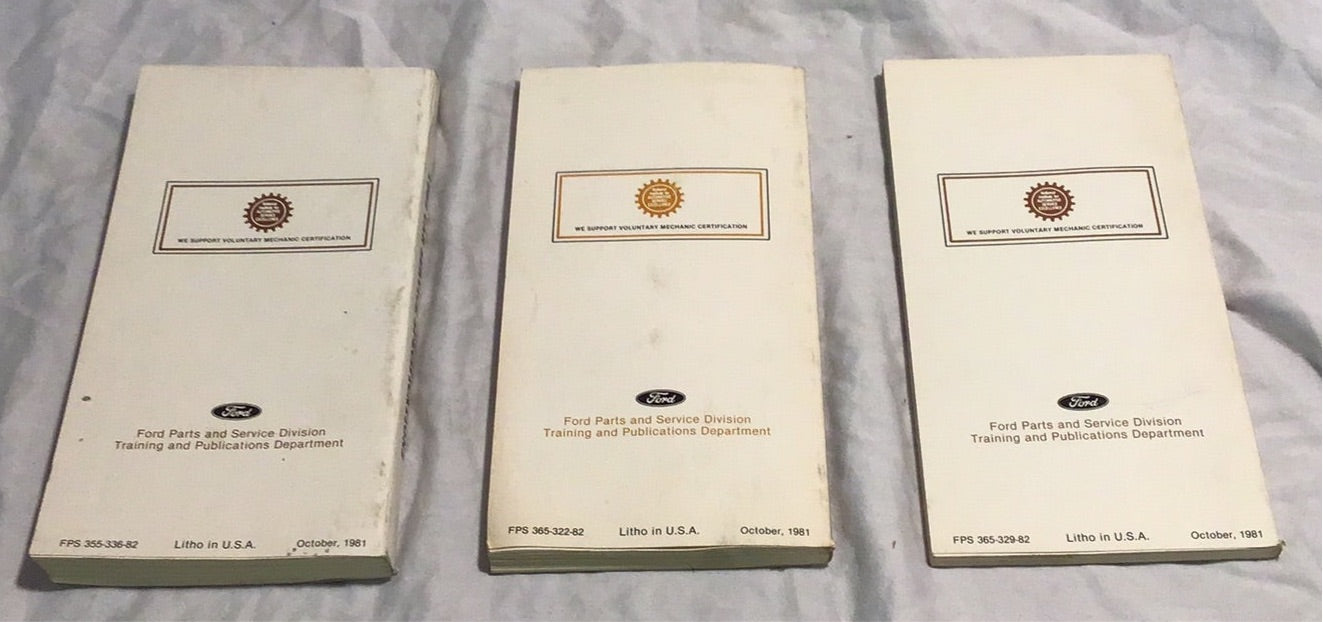 WE SUPPORT VOLUNTARY MECHANIC CERTIFICATION
Ford
Ford Parts and Service Division
Training and Publications Department
FPS 355-336-82 Litho in U.S.A. October, 1981
WE SUPPORT VOLUNTARY MECHANIC CERTIFICATION
Ford
Ford Parts and Service Division
Training and Publications Department
FPS 365-322-82 Litho in U.S.A. October, 1981
WE SUPPORT VOLUNTARY MECHANIC CERTIFICATION
Ford
Ford Parts and Service Division
Training and Publications Department
FPS 365-329-82 Litho in U.S.A. October, 1981